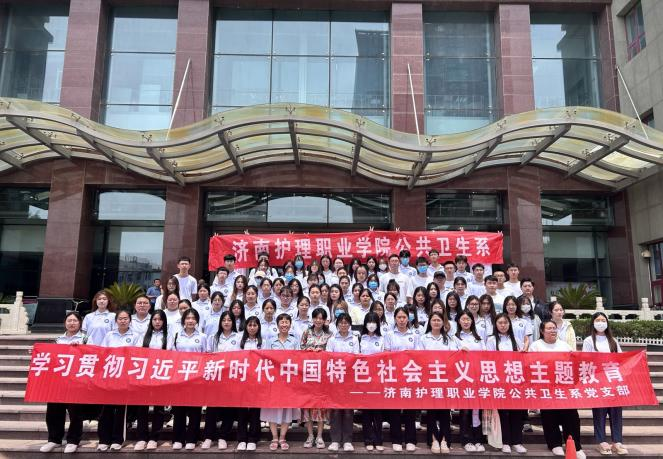 济南护理职业学院公共卫生系
学习贯彻习近平新时代中国特色社会主义思想主题教育
——济南护理职业学院公共卫生系党支部